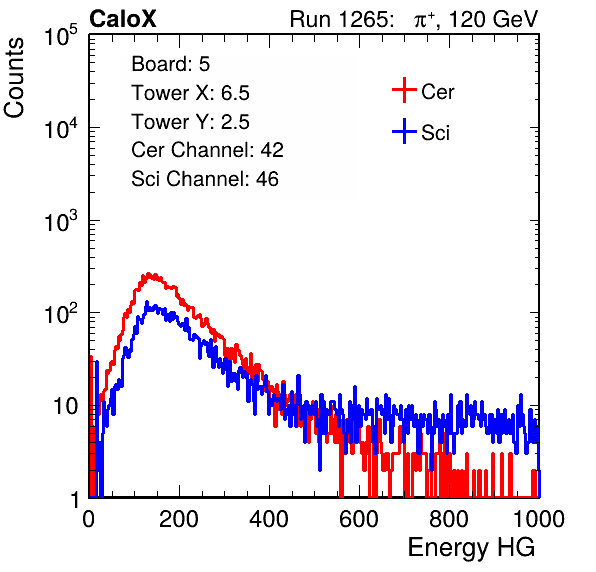 CaloX Run 1265: π⁺, 120 GeV
Counts
Board: 5
Tower X: 6.5
Tower Y: 2.5
Cer Channel: 42
Sci Channel: 46
Cer
Sci
10⁵
10⁴
10³
10²
10
1
0 200 400 600 800 1000
Energy HG